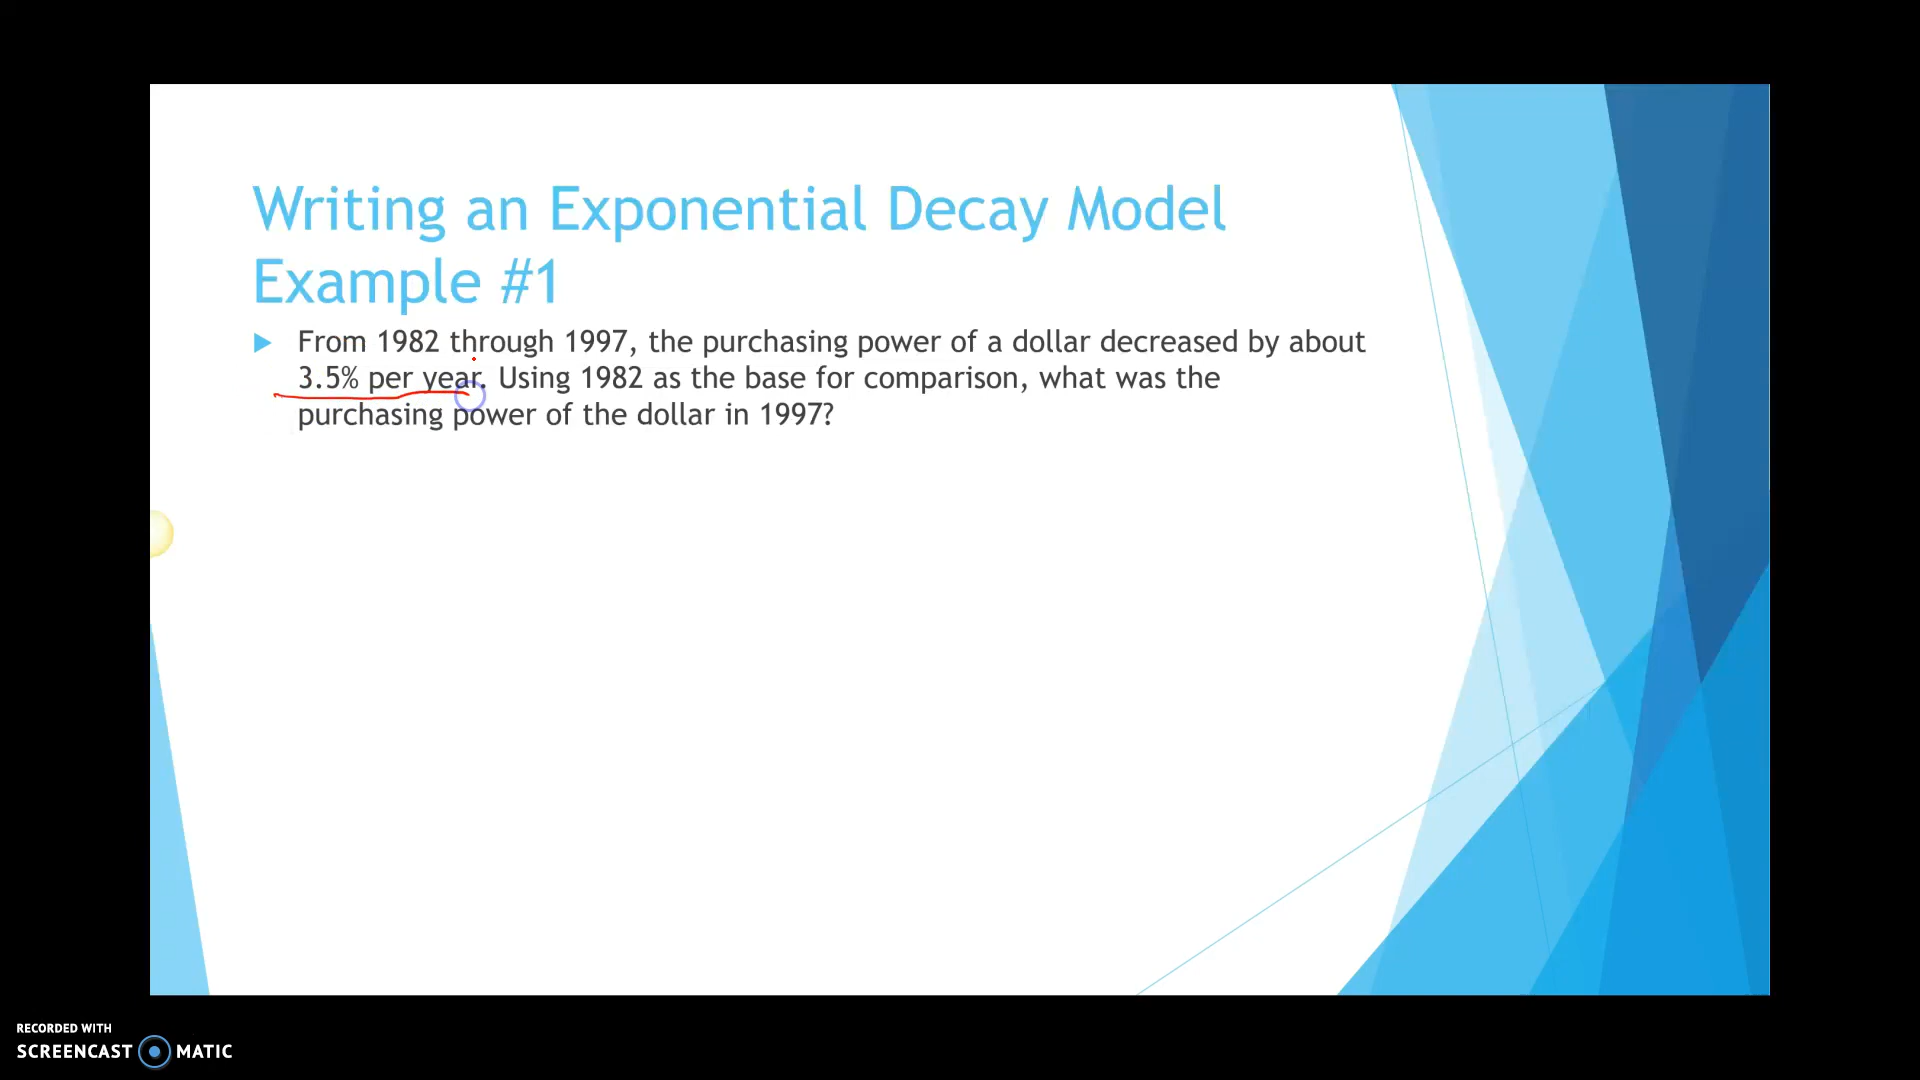 Writing an Exponential Decay Model
Example #1
From 1982 through 1997, the purchasing power of a dollar decreased by about
3.5% per year. Using 1982 as the base for comparison, what was the
purchasing power of the dollar in 1997?
RECORDED WITH
SCREENCAST MATIC